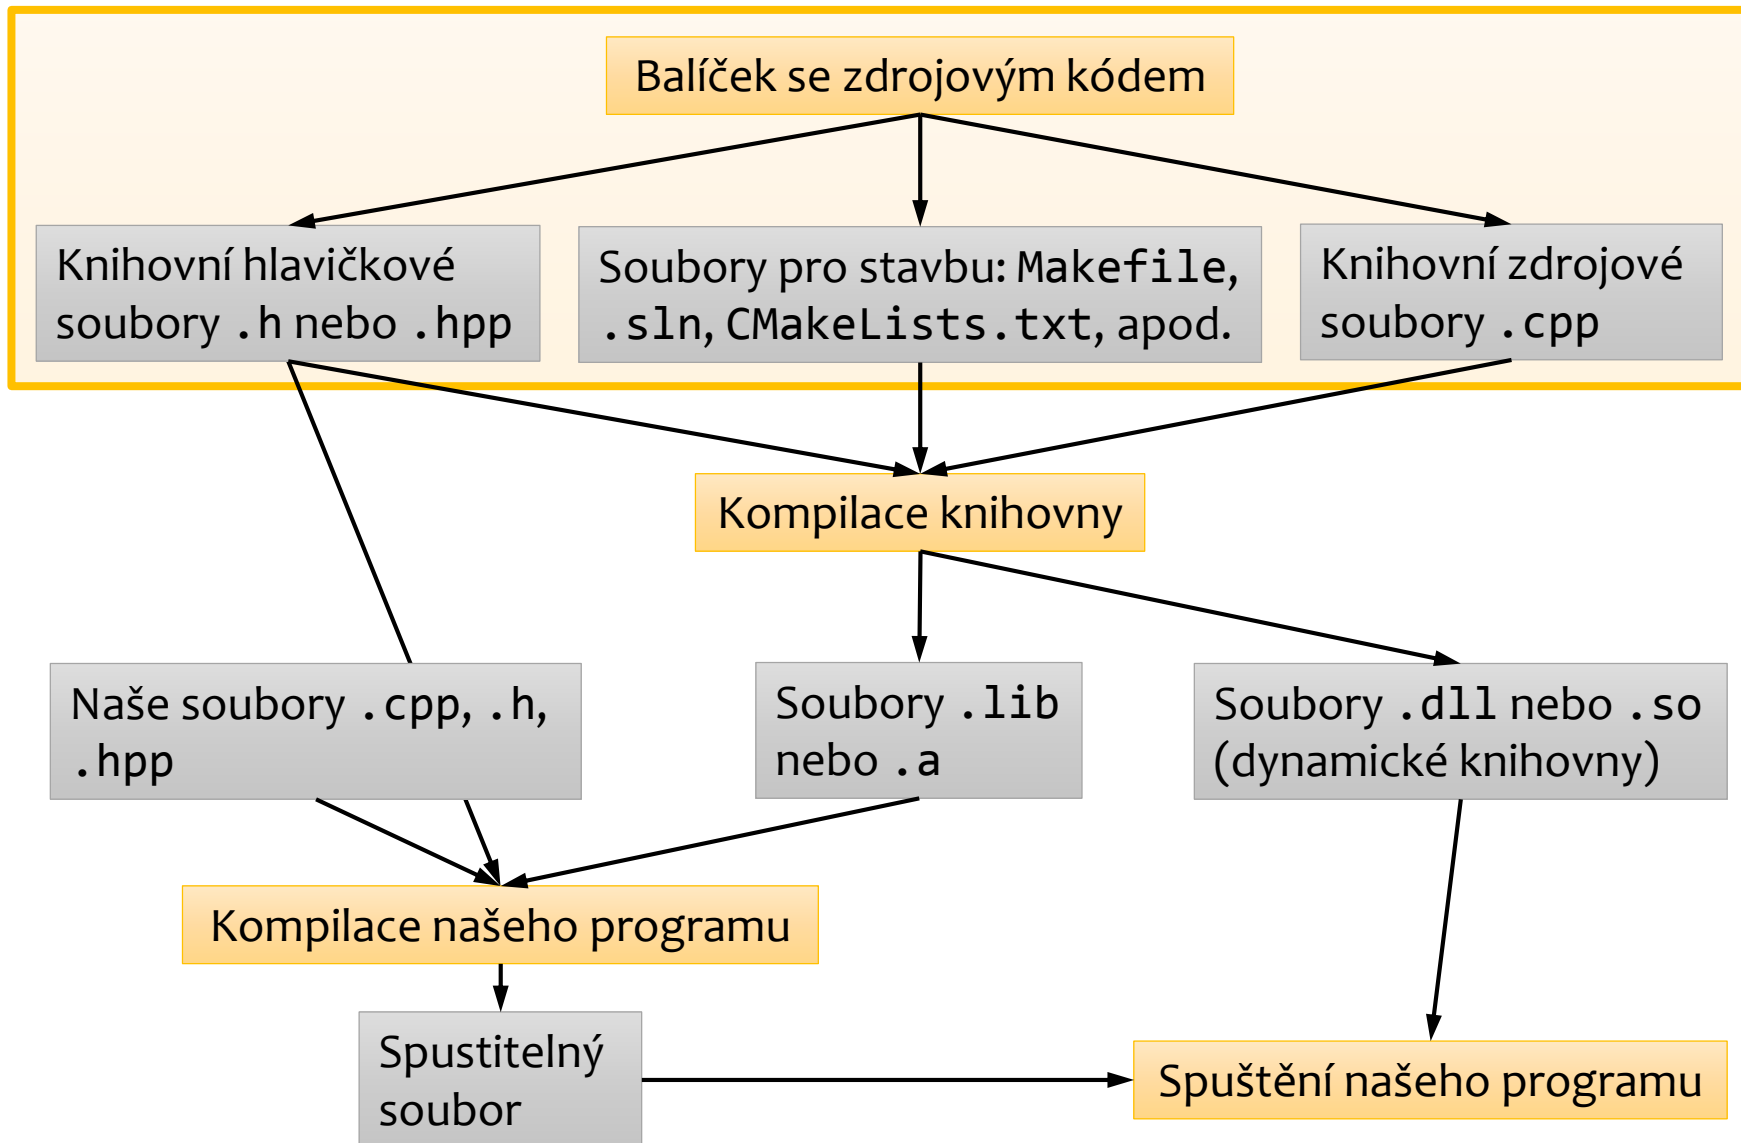 Balíček se zdrojovým kódem
Knihovní hlavičkové
soubory .h nebo .hpp
Soubory pro stavbu: Makefile,
.sln, CMakeLists.txt, apod.
Knihovní zdrojové
soubory .cpp
Kompilace knihovny
Naše soubory .cpp, .h,
.hpp
Soubory .lib
nebo .a
Soubory .dll nebo .so
(dynamické knihovny)
Kompilace našeho programu
Spustitelný
soubor
Spuštění našeho programu